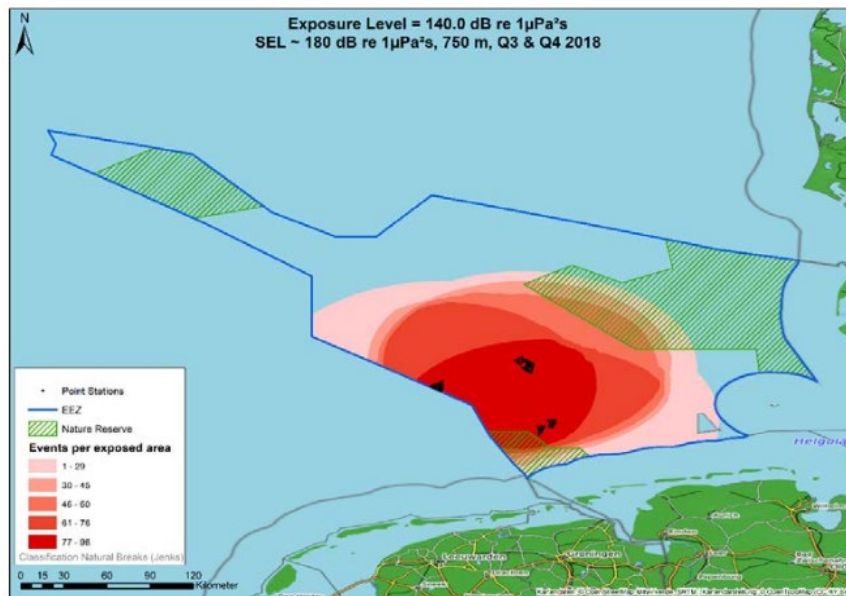 Exposure Level = 140.0 dB re 1µPa²s
SEL ~ 180 dB re 1µPa²s, 750 m, Q3 & Q4 2018
N
Point Stations
EEZ
Nature Reserve
Events per exposed area
1 - 29
30 - 45
46 - 60
61 - 76
77 - 96
Classification Natural Breaks (Jenks)
0 15 30 60 90 120
Kilometer
Leeuwarden
Groningen